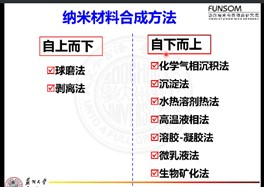 FUNSOM
纳米材料合成方法
自上而下
球磨法
剥离法
自下而上
化学气相沉积法
沉淀法
水热溶剂热法
高温液相法
溶胶-凝胶法
微乳液法
生物矿化法